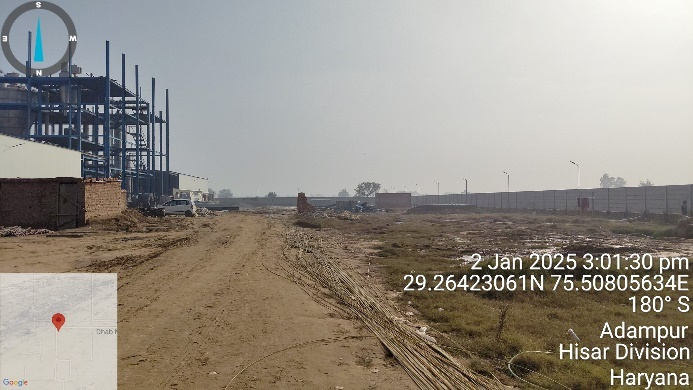 S
E
W
N
2 Jan 2025 3:01:30 pm
29.26423061N 75.50805634E
180° S
Adampur
Hisar Division
Haryana
Google